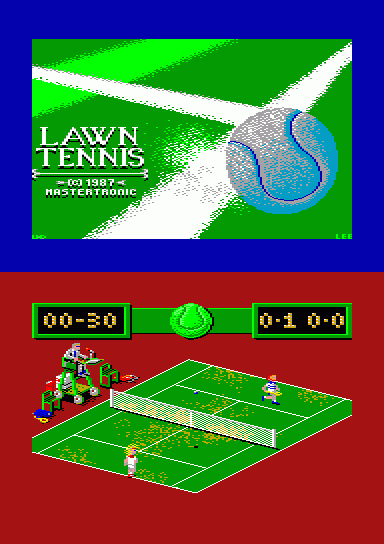 LAWN
TENNIS
(C) 1987
MASTERTRONIC
LEE
00-30
0-1 0-0